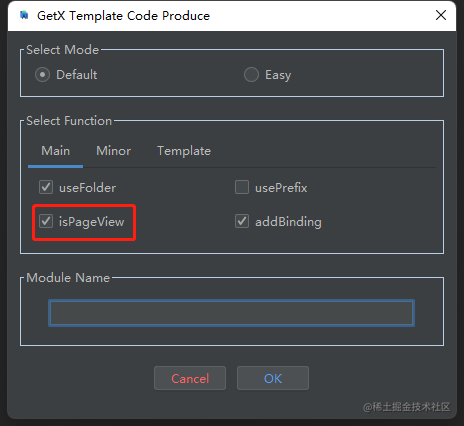 GetX Template Code Produce
Select Mode
Default Easy
Select Function
Main Minor Template
useFolder usePrefix
isPageView addBinding
Module Name
Cancel OK
@稀土掘金技术社区